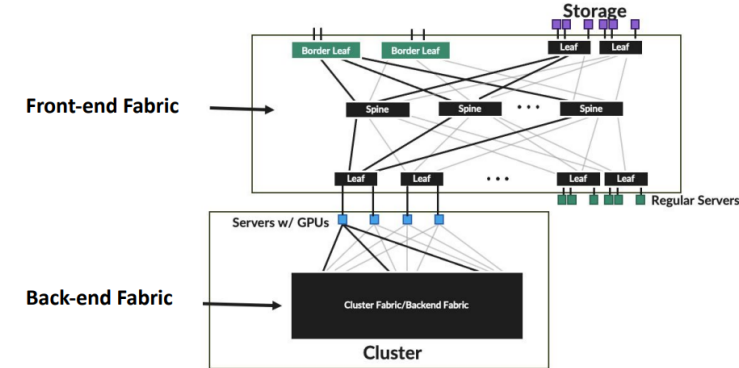 Storage
Border Leaf
Border Leaf
Leaf
Leaf
Front-end Fabric
Spine
Spine
...
Spine
Leaf
Leaf
...
Leaf
Leaf
Regular Servers
Servers w/ GPUs
Back-end Fabric
Cluster Fabric/Backend Fabric
Cluster